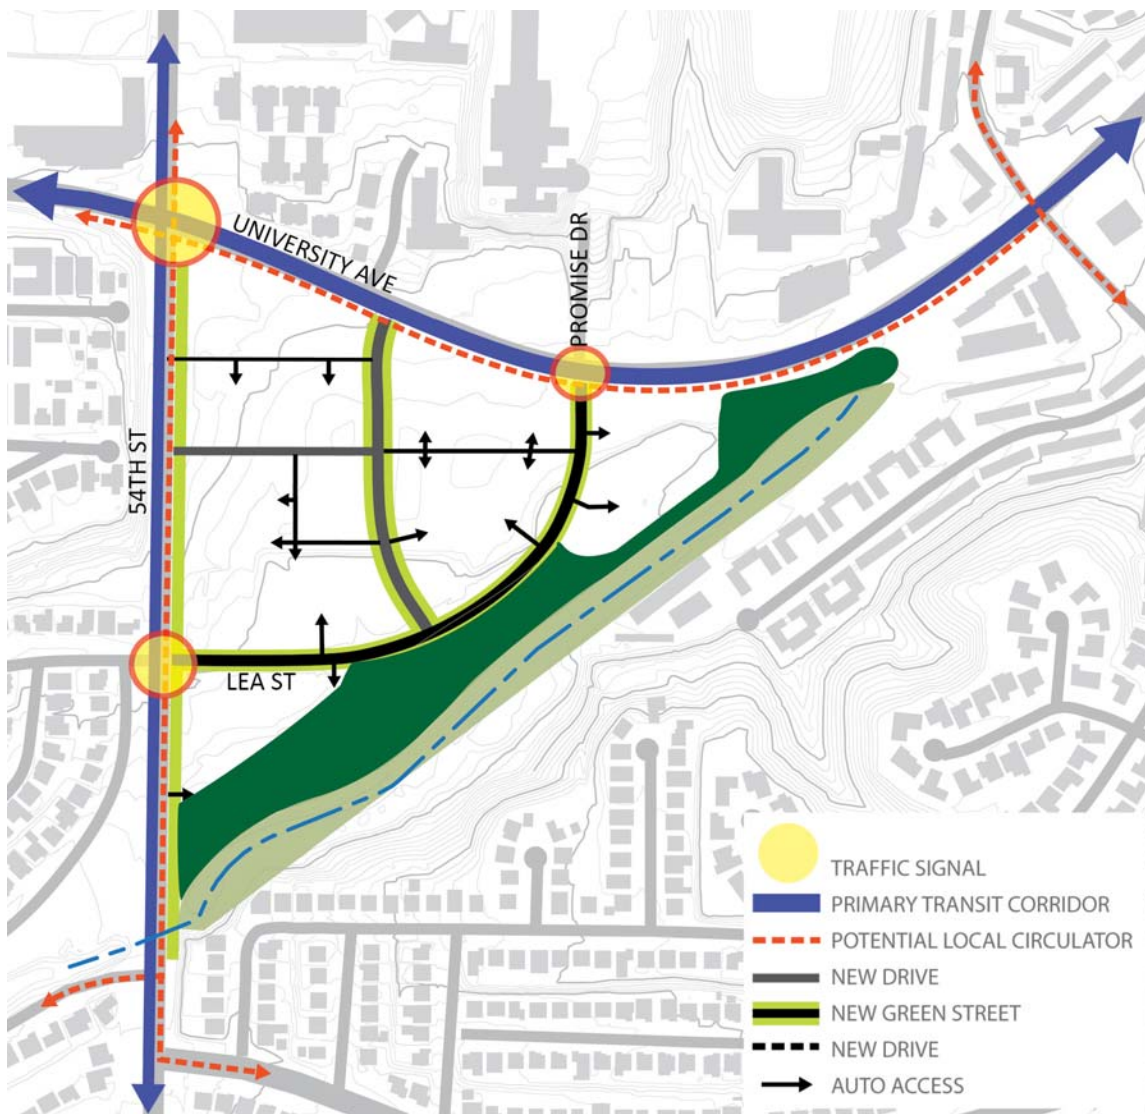 UNIVERSITY AVE
PROMISE DR
54TH ST
LEA ST
TRAFFIC SIGNAL
PRIMARY TRANSIT CORRIDOR
POTENTIAL LOCAL CIRCULATOR
NEW DRIVE
NEW GREEN STREET
NEW DRIVE
AUTO ACCESS